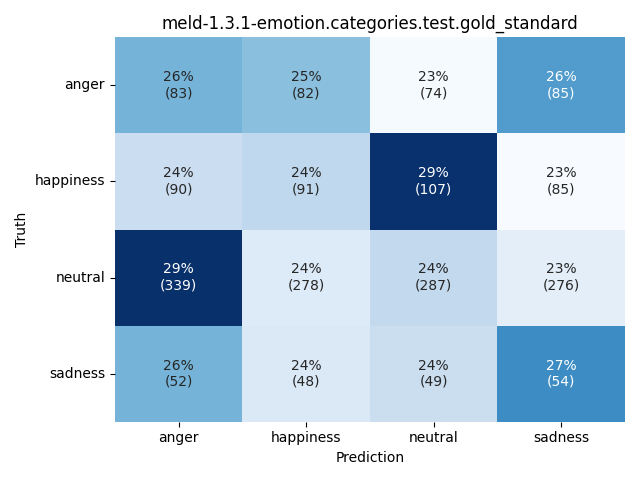 meld-1.3.1-emotion.categories.test.gold_standard
Truth
anger
26%
(83)
25%
(82)
23%
(74)
26%
(85)
happiness
24%
(90)
24%
(91)
29%
(107)
23%
(85)
neutral
29%
(339)
24%
(278)
24%
(287)
23%
(276)
sadness
26%
(52)
24%
(48)
24%
(49)
27%
(54)
anger
happiness
neutral
sadness
Prediction